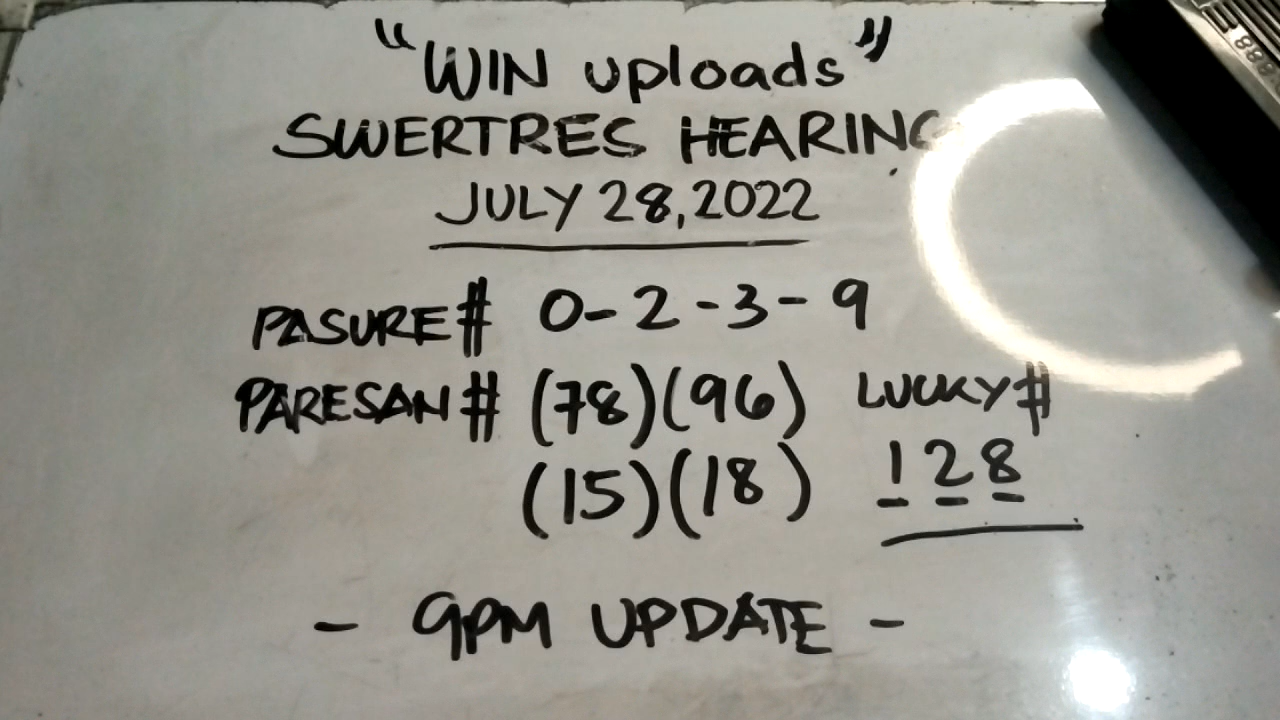 "WIN uploads"
SWERTRES HEARING
JULY 28, 2022
PASURE# 0-2-3-9
PARESAN# (78)(96) LUCKY#
(15)(18) 128
- 9PM UPDATE -
888